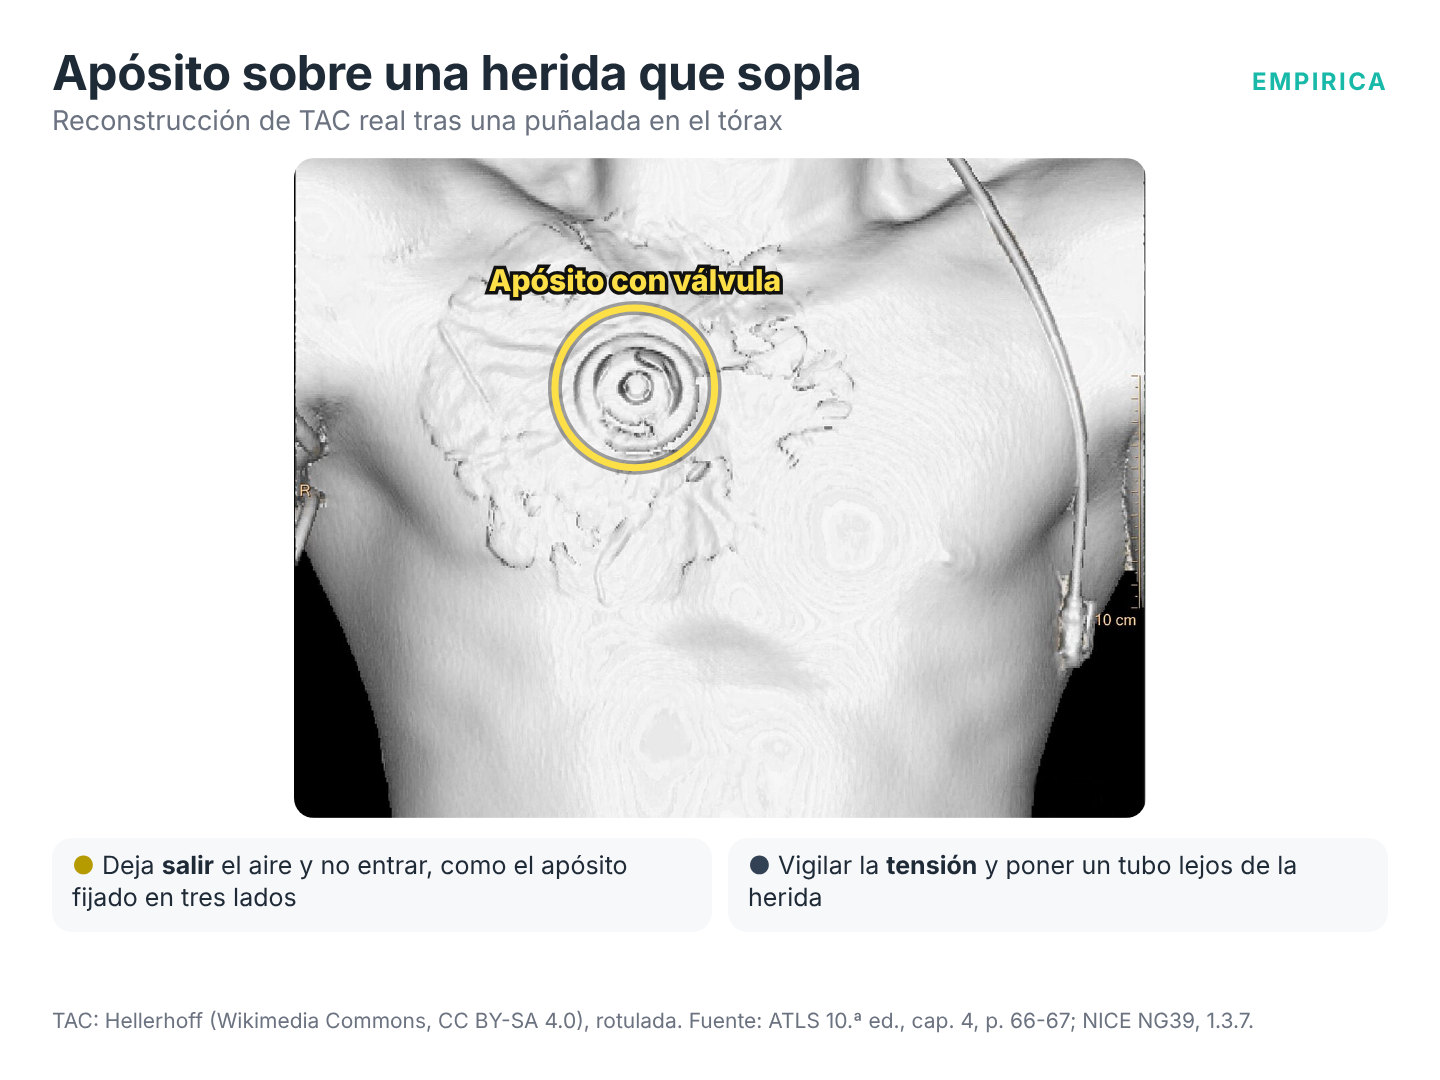 Apósito sobre una herida que sopla
EMPIRICA
Reconstrucción de TAC real tras una puñalada en el tórax
Apósito con válvula
R
10 cm
Deja salir el aire y no entrar, como el apósito
fijado en tres lados
Vigilar la tensión y poner un tubo lejos de la
herida
TAC: Hellerhoff (Wikimedia Commons, CC BY-SA 4.0), rotulada. Fuente: ATLS 10.ª ed., cap. 4, p. 66-67; NICE NG39, 1.3.7.